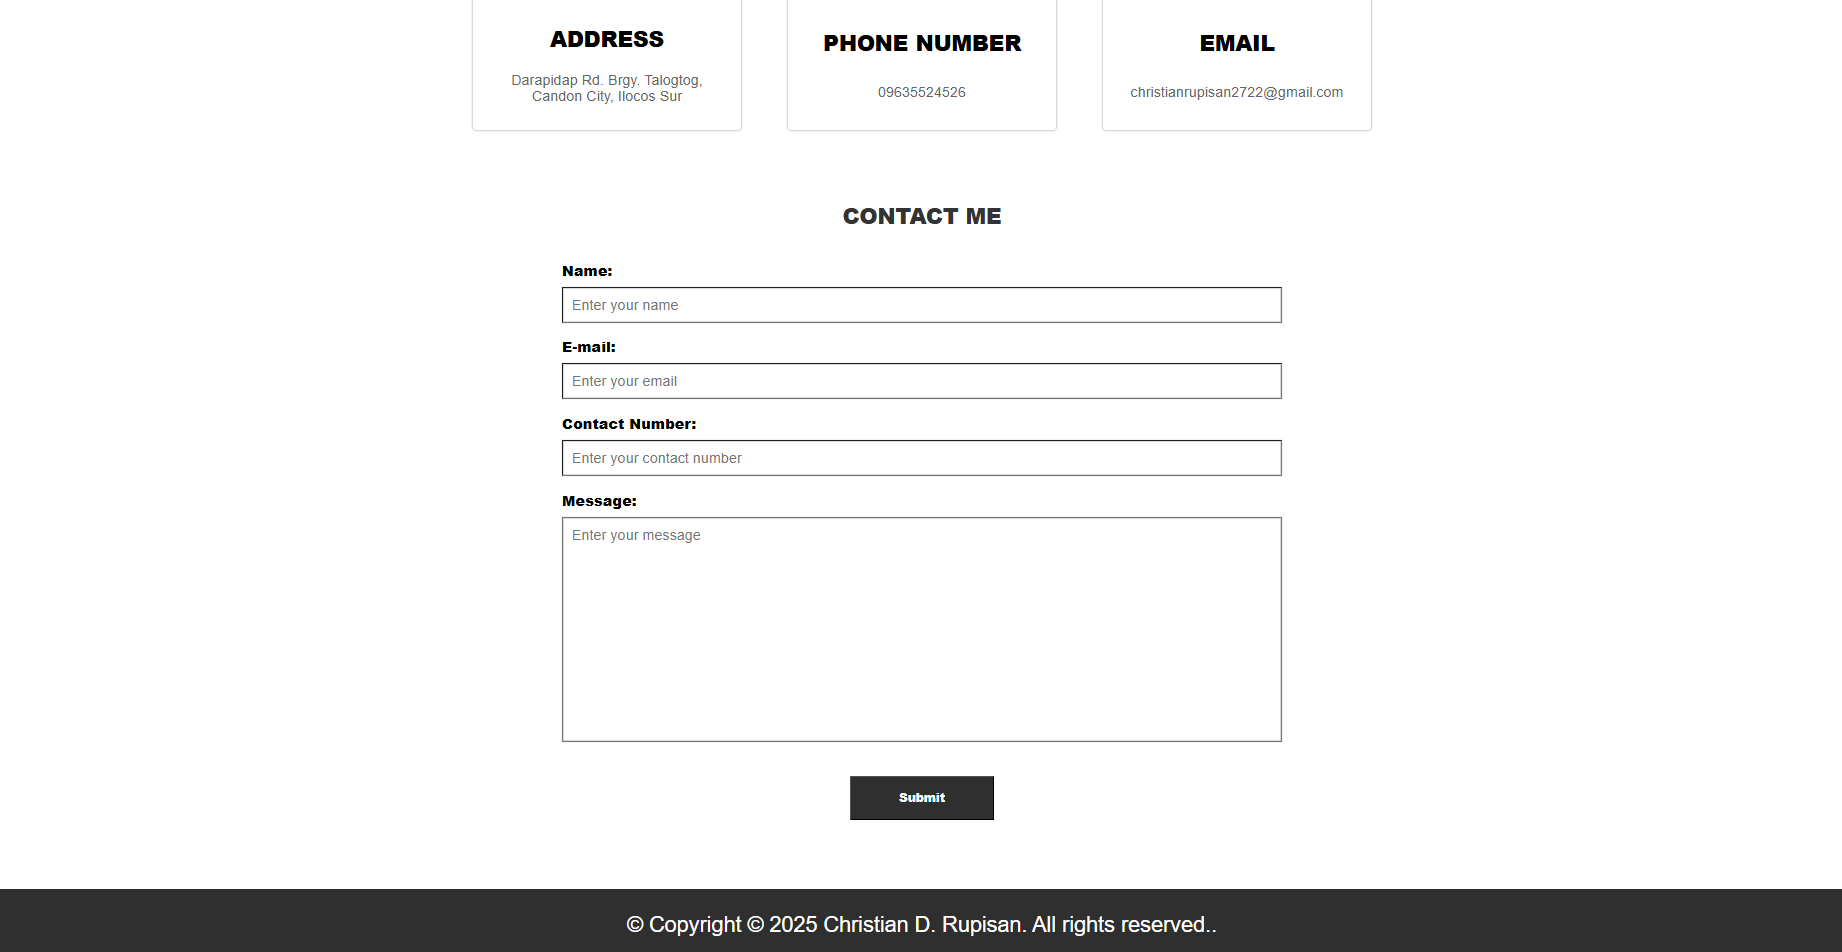 ADDRESS
Darapidap Rd. Brgy. Talogtog,
Candon City, Ilocos Sur
PHONE NUMBER
09635524526
EMAIL
christianrupisan2722@gmail.com
CONTACT ME
Name:
Enter your name
E-mail:
Enter your email
Contact Number:
Enter your contact number
Message:
Enter your message
Submit
© Copyright © 2025 Christian D. Rupisan. All rights reserved..